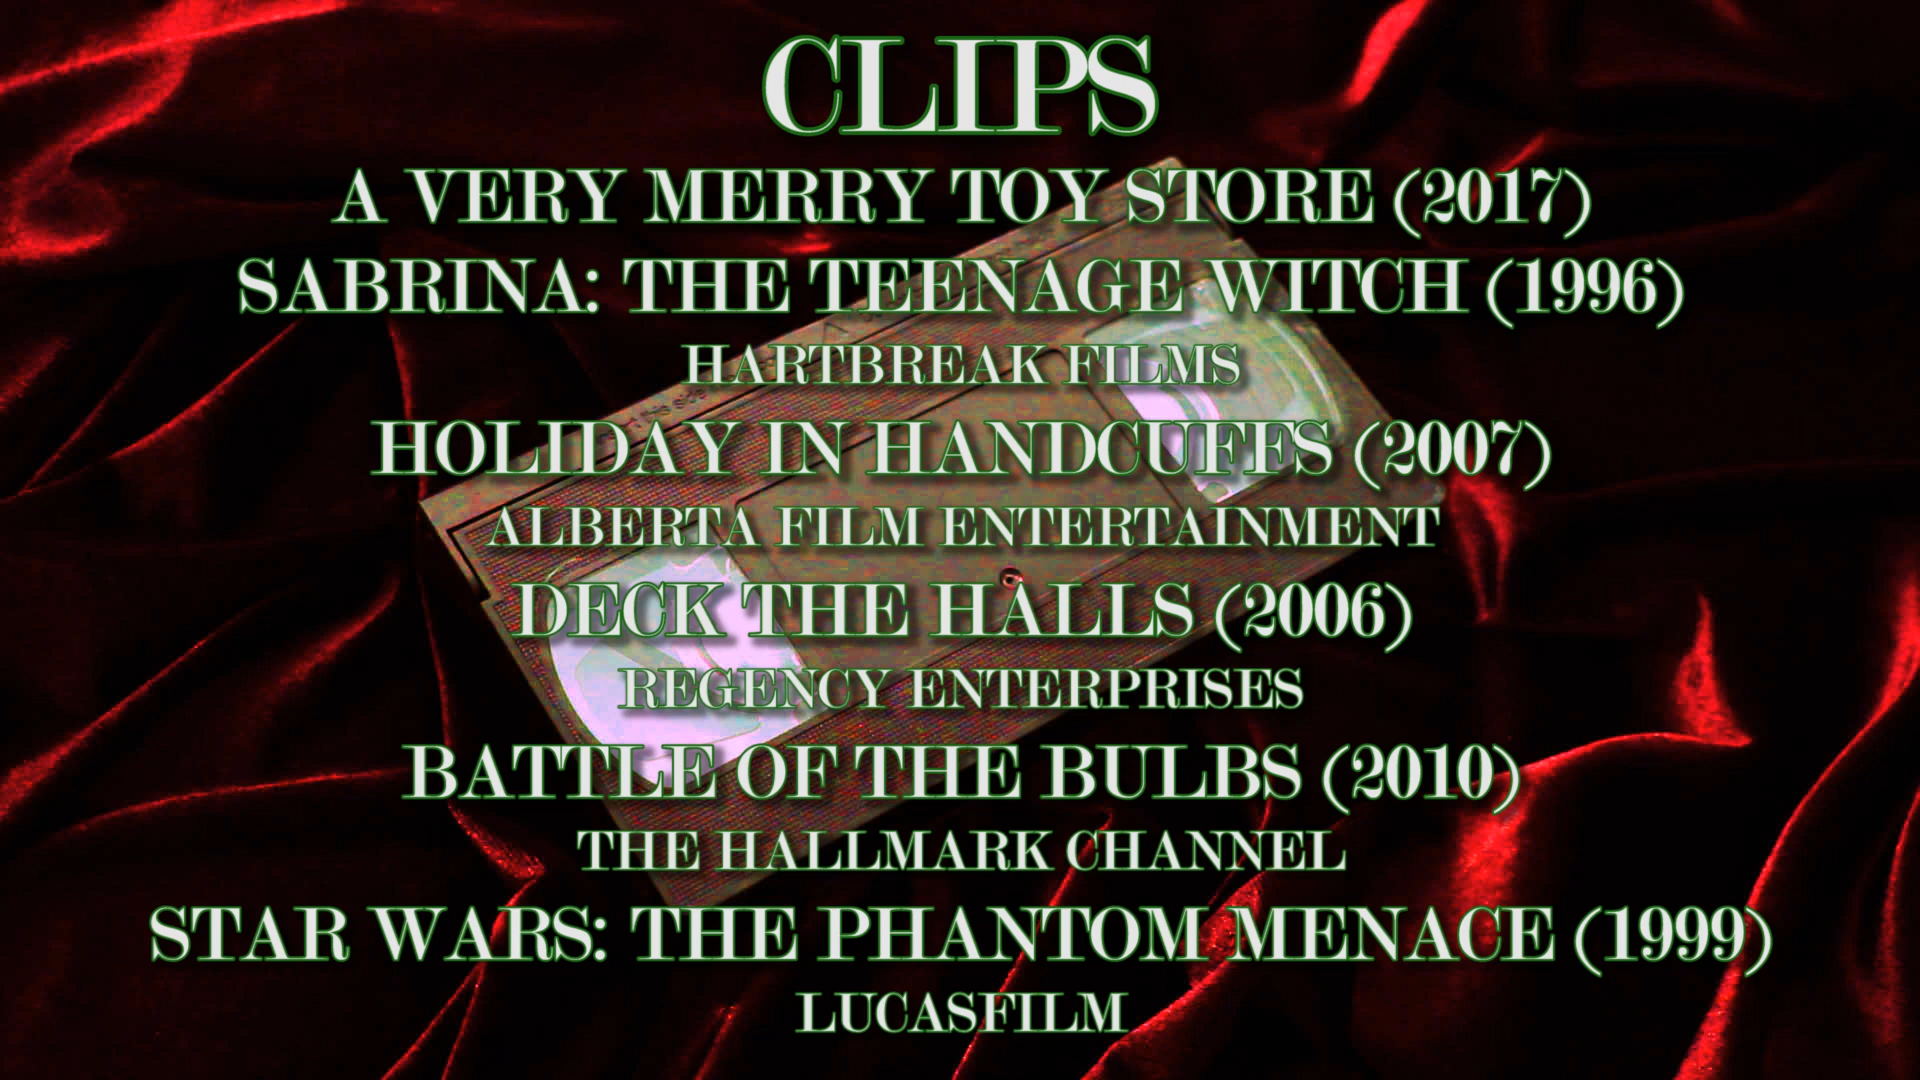 CLIPS
A VERY MERRY TOY STORE (2017)
SABRINA: THE TEENAGE WITCH (1996)
HARTBREAK FILMS
HOLIDAY IN HANDCUFFS (2007)
ALBERTA FILM ENTERTAINMENT
DECK THE HALLS (2006)
REGENCY ENTERPRISES
BATTLE OF THE BULBS (2010)
THE HALLMARK CHANNEL
STAR WARS: THE PHANTOM MENACE (1999)
LUCASFILM